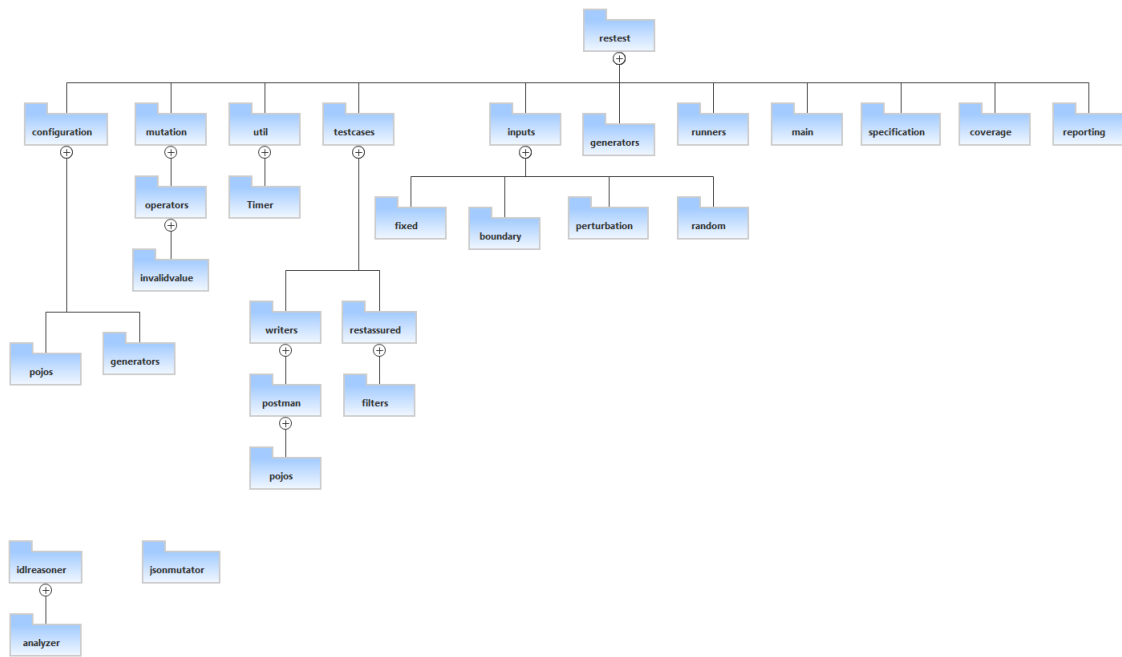 restest
configuration
mutation
util
testcases
inputs
generators
runners
main
specification
coverage
reporting
operators
Timer
fixed
boundary
perturbation
random
invalidvalue
writers
restassured
pojos
generators
postman
filters
pojos
idlreasoner
jsonmutator
analyzer